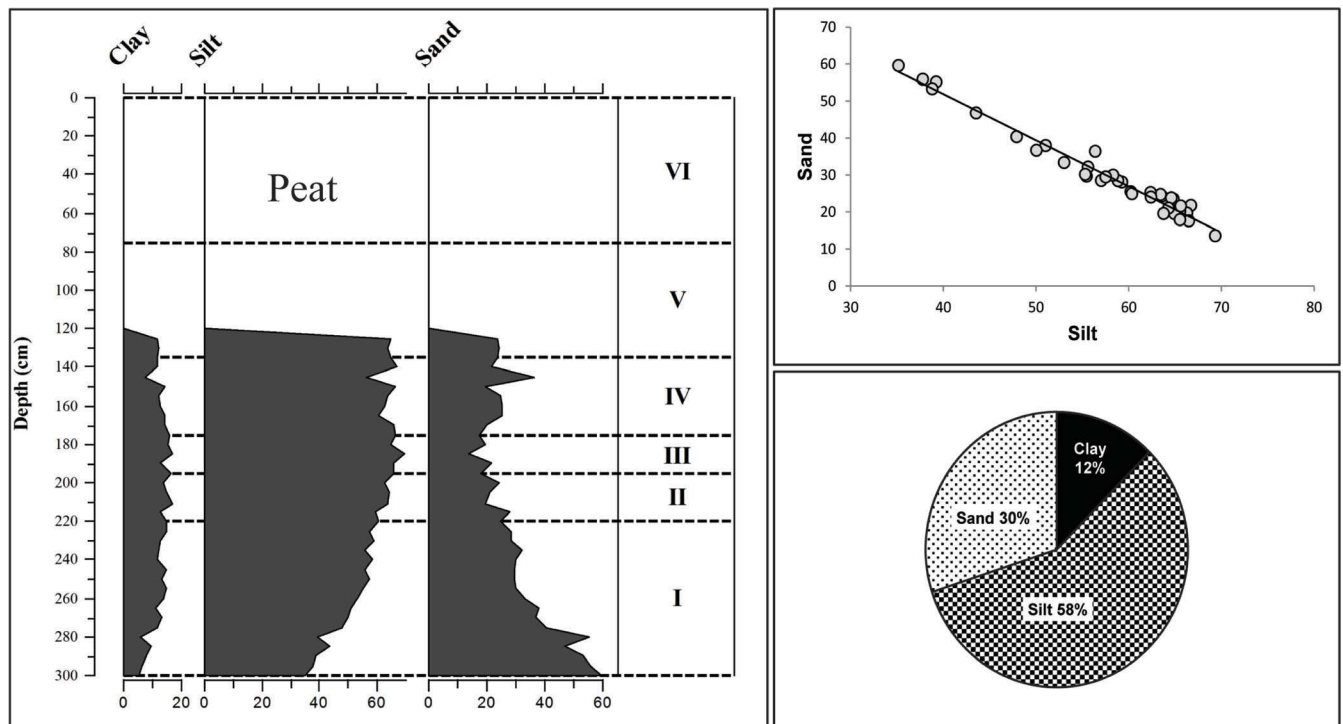 Clay Silt Sand
0
20
40
60
80
100
120
140
160
180
200
220
240
260
280
300
Depth (cm)
Peat
VI
V
IV
III
II
I
0 20 0 20 40 60 0 20 40 60
70
60
50
40
30
20
10
0
Sand
30 40 50 60 70 80
Silt
Clay
12%
Sand 30%
Silt 58%